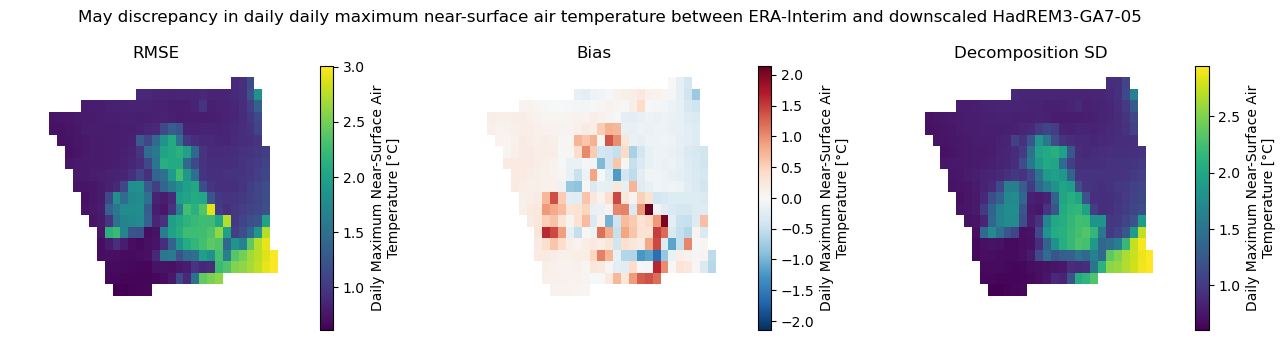 May discrepancy in daily daily maximum near-surface air temperature between ERA-Interim and downscaled HadREM3-GA7-05
RMSE
3.0
2.5
2.0
1.5
1.0
Daily Maximum Near-Surface Air
Temperature [°C]
Bias
2.0
1.5
1.0
0.5
0.0
−0.5
−1.0
−1.5
−2.0
Daily Maximum Near-Surface Air
Temperature [°C]
Decomposition SD
2.5
2.0
1.5
1.0
Daily Maximum Near-Surface Air
Temperature [°C]